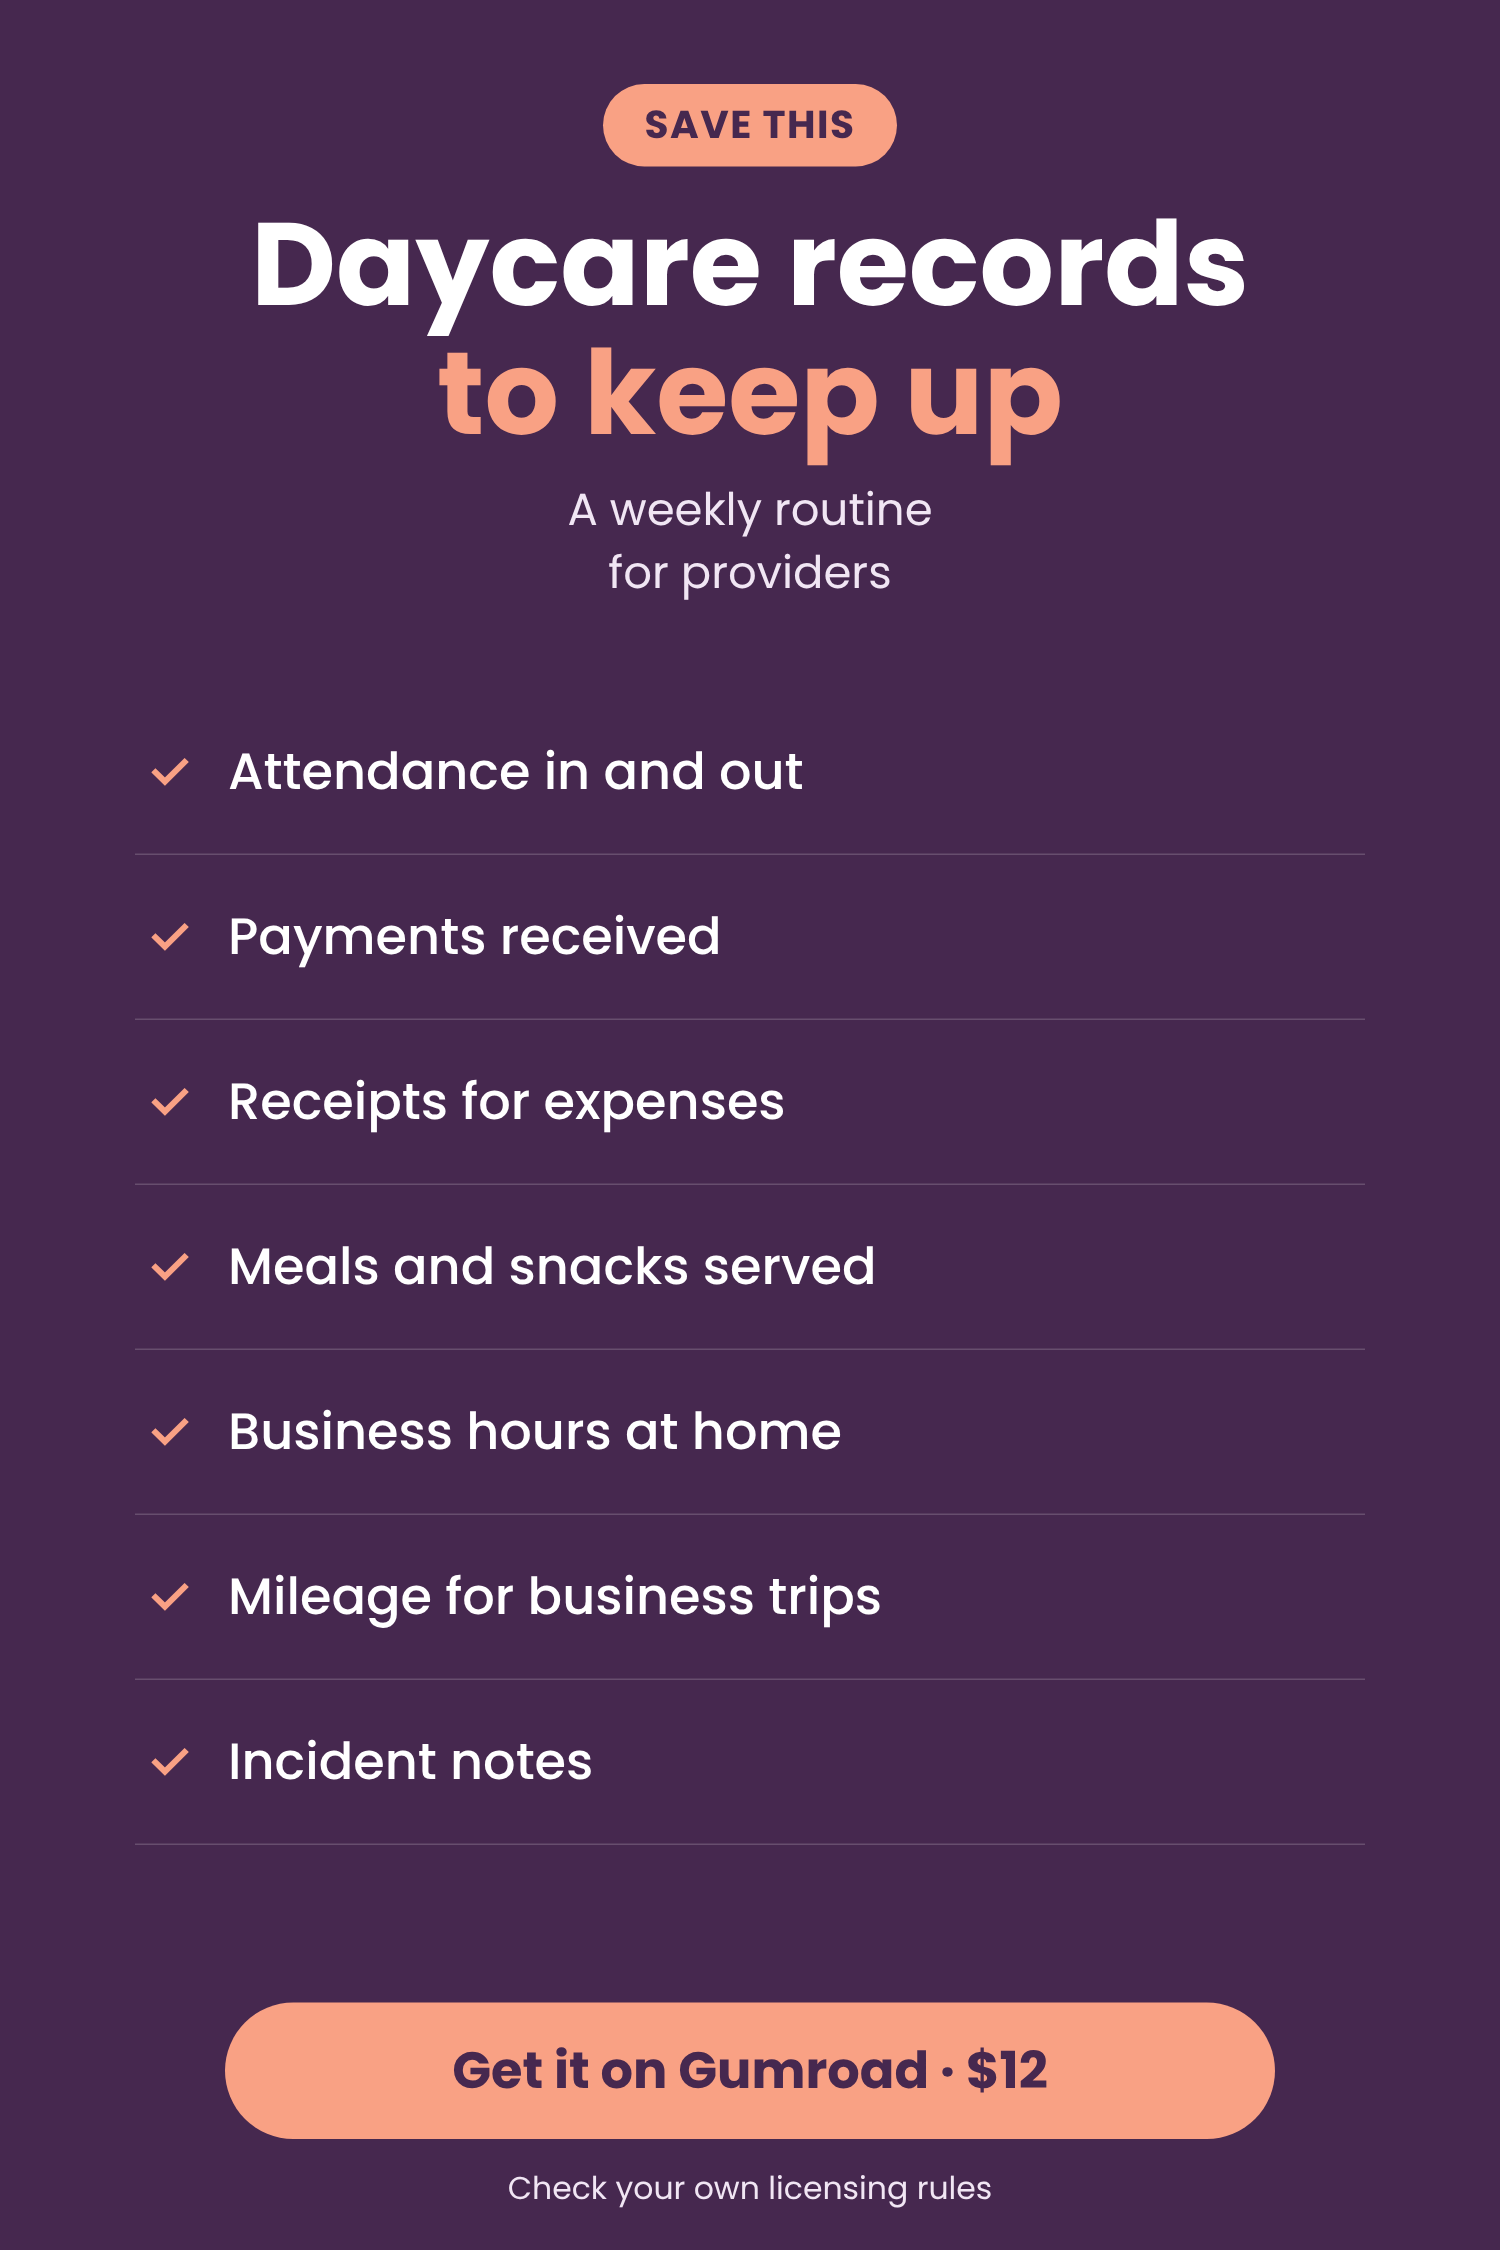 SAVE THIS
Daycare records
to keep up
A weekly routine
for providers
Attendance in and out
Payments received
Receipts for expenses
Meals and snacks served
Business hours at home
Mileage for business trips
Incident notes
Get it on Gumroad · $12
Check your own licensing rules